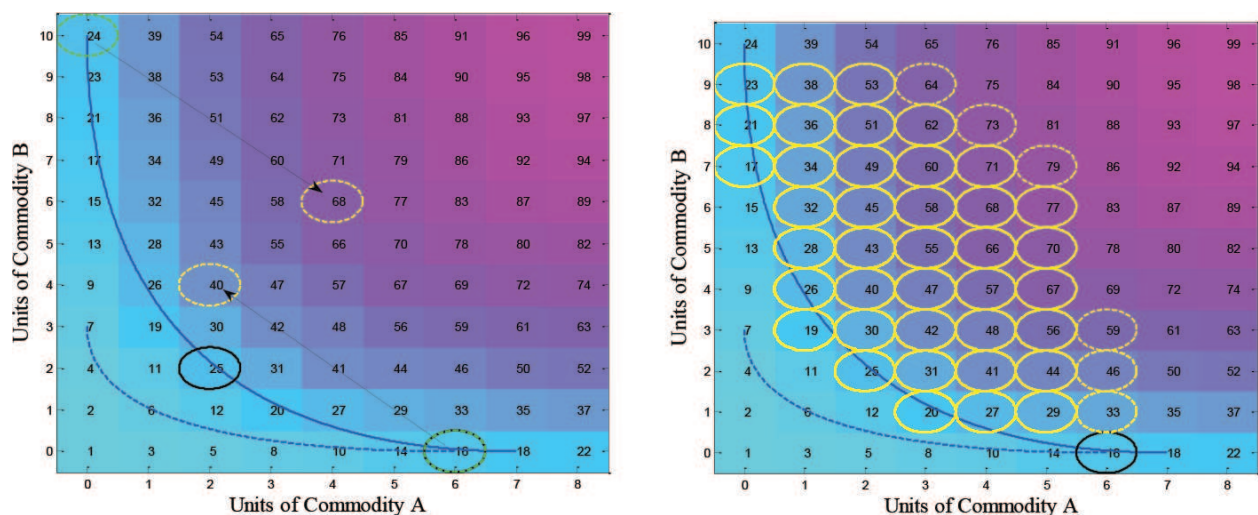 Units of Commodity B
10 24 39 54 65 76 85 91 96 99
9 23 38 53 64 75 84 90 95 98
8 21 36 51 62 73 81 88 93 97
7 17 34 49 60 71 79 86 92 94
6 15 32 45 58 68 77 83 87 89
5 13 28 43 55 66 70 78 80 82
4 9 26 40 47 57 67 69 72 74
3 7 19 30 42 48 56 59 61 63
2 4 11 25 31 41 44 46 50 52
1 2 6 12 20 27 29 33 35 37
0 1 3 5 8 10 14 16 18 22
0 1 2 3 4 5 6 7 8
Units of Commodity A
Units of Commodity B
10 24 39 54 65 76 85 91 96 99
9 23 38 53 64 75 84 90 95 98
8 21 36 51 62 73 81 88 93 97
7 17 34 49 60 71 79 86 92 94
6 15 32 45 58 68 77 83 87 89
5 13 28 43 55 66 70 78 80 82
4 9 26 40 47 57 67 69 72 74
3 7 19 30 42 48 56 59 61 63
2 4 11 25 31 41 44 46 50 52
1 2 6 12 20 27 29 33 35 37
0 1 3 5 8 10 14 16 18 22
0 1 2 3 4 5 6 7 8
Units of Commodity A